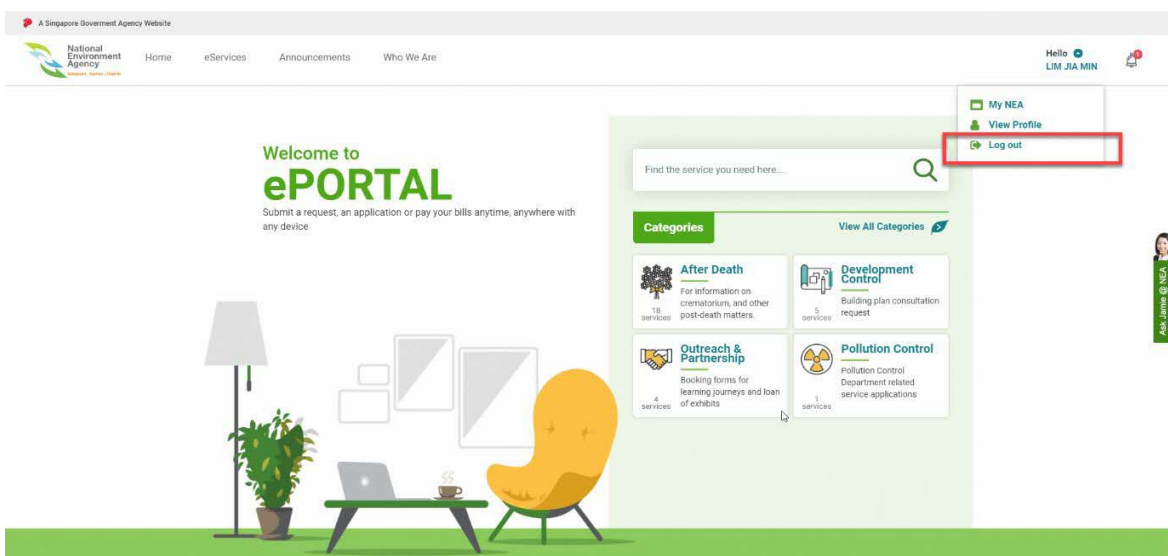 A Singapore Goverment Agency Website
National
Environment
Agency
Safeguard · Nurture · Cherish
Home eServices Announcements Who We Are
Hello
LIM JIA MIN
1
My NEA
View Profile
Log out
Welcome to
ePORTAL
Submit a request, an application or pay your bills anytime, anywhere with
any device
Find the service you need here...
Categories
View All Categories
After Death
For information on
crematorium, and other
post-death matters.
18
services
Development
Control
Building plan consultation
request
5
services
Outreach &
Partnership
Booking forms for
learning journeys and loan
of exhibits
4
services
Pollution Control
Pollution Control
Department related
service applications
1
services
Ask Jamie @ NEA